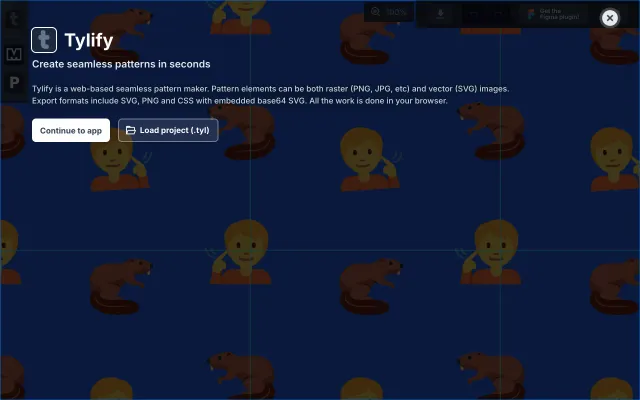 t
100%
Get the
Figma plugin!
t Tylify
M
Create seamless patterns in seconds
P
Tylify is a web-based seamless pattern maker. Pattern elements can be both raster (PNG, JPG, etc) and vector (SVG) images.
Export formats include SVG, PNG and CSS with embedded base64 SVG. All the work is done in your browser.
Continue to app
Load project (.tyl)